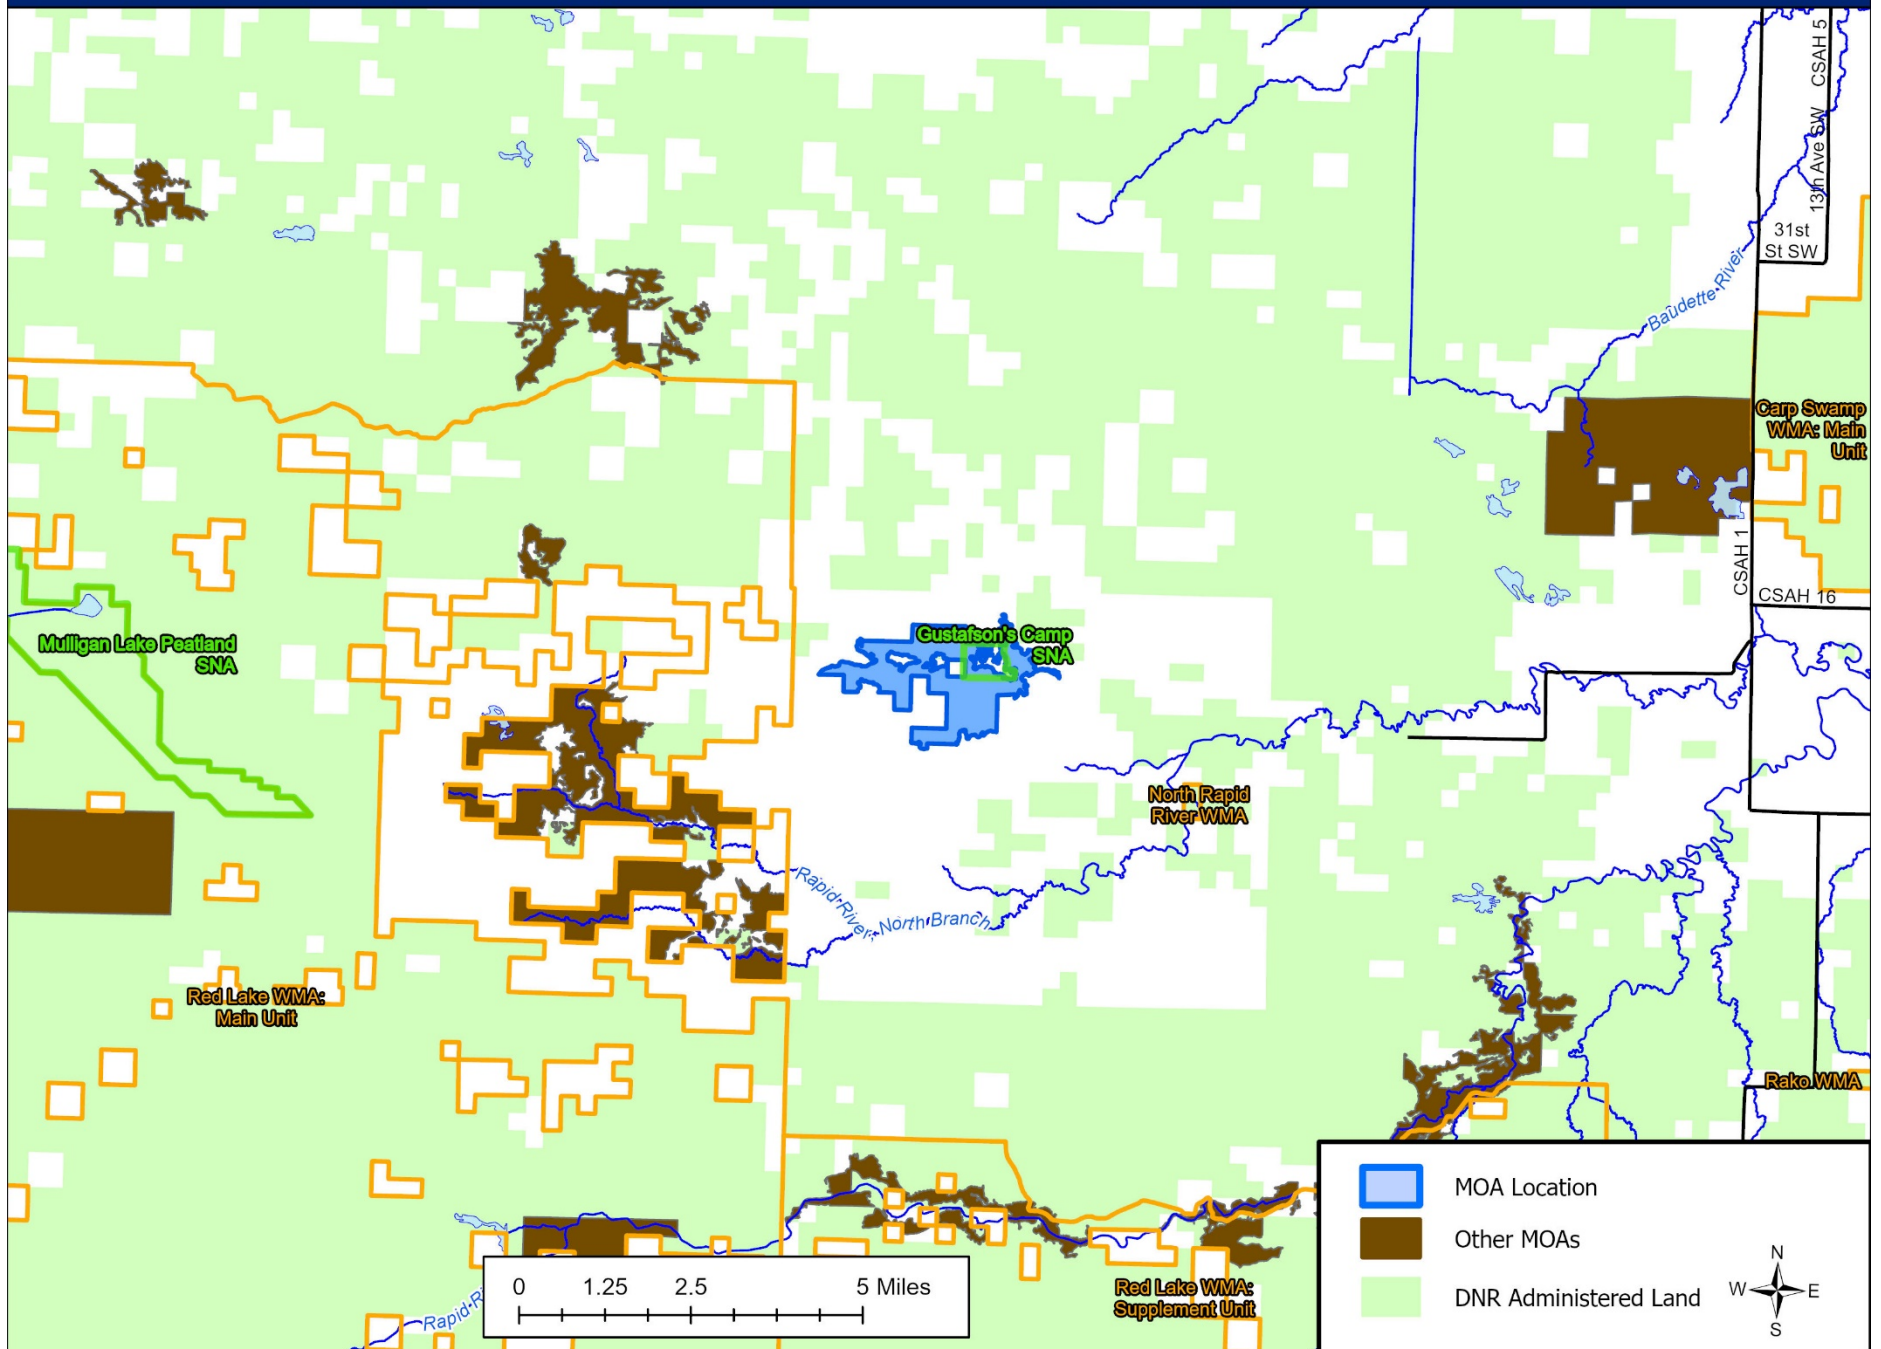 CSAH 5
13th Ave SW
31st
St SW
Baudette River
Carp Swamp
WMA: Main
Unit
CSAH 1
CSAH 16
Gustafson's Camp
SNA
Mulligan Lake Peatland
SNA
North Rapid
River WMA
Rapid River, North Branch
Red Lake WMA:
Main Unit
Rako WMA
MOA Location
Other MOAs
DNR Administered Land
N
W
E
S
0 1.25 2.5 5 Miles
Red Lake WMA:
Supplement Unit